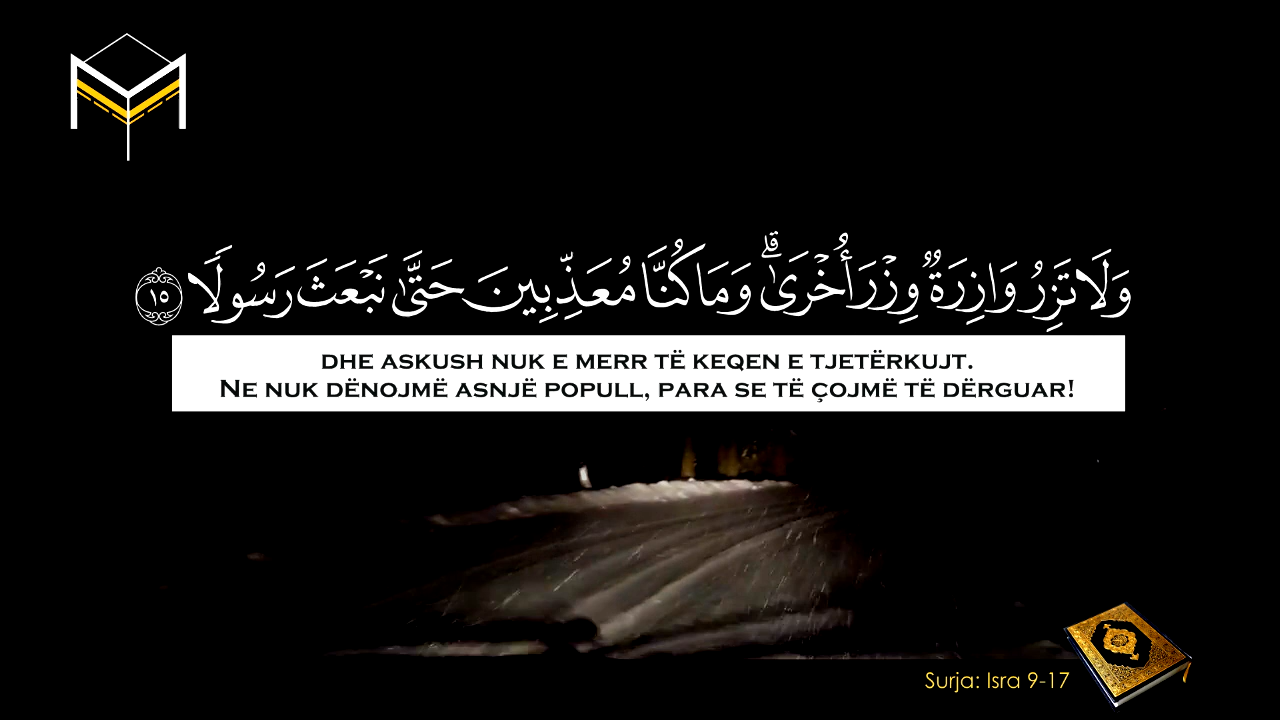 وَلَا تَزِرُ وَازِرَةٌ وِزْرَ أُخْرَىٰ ۗ وَمَا كُنَّا مُعَذِّبِينَ حَتَّىٰ نَبْعَثَ رَسُولًا ١٥
DHE ASKUSH NUK E MERR TË KEQEN E TJETËRKUJT.
NE NUK DËNOJMË ASNJË POPULL, PARA SE TË ÇOJMË TË DËRGUAR!
Surja: Isra 9-17